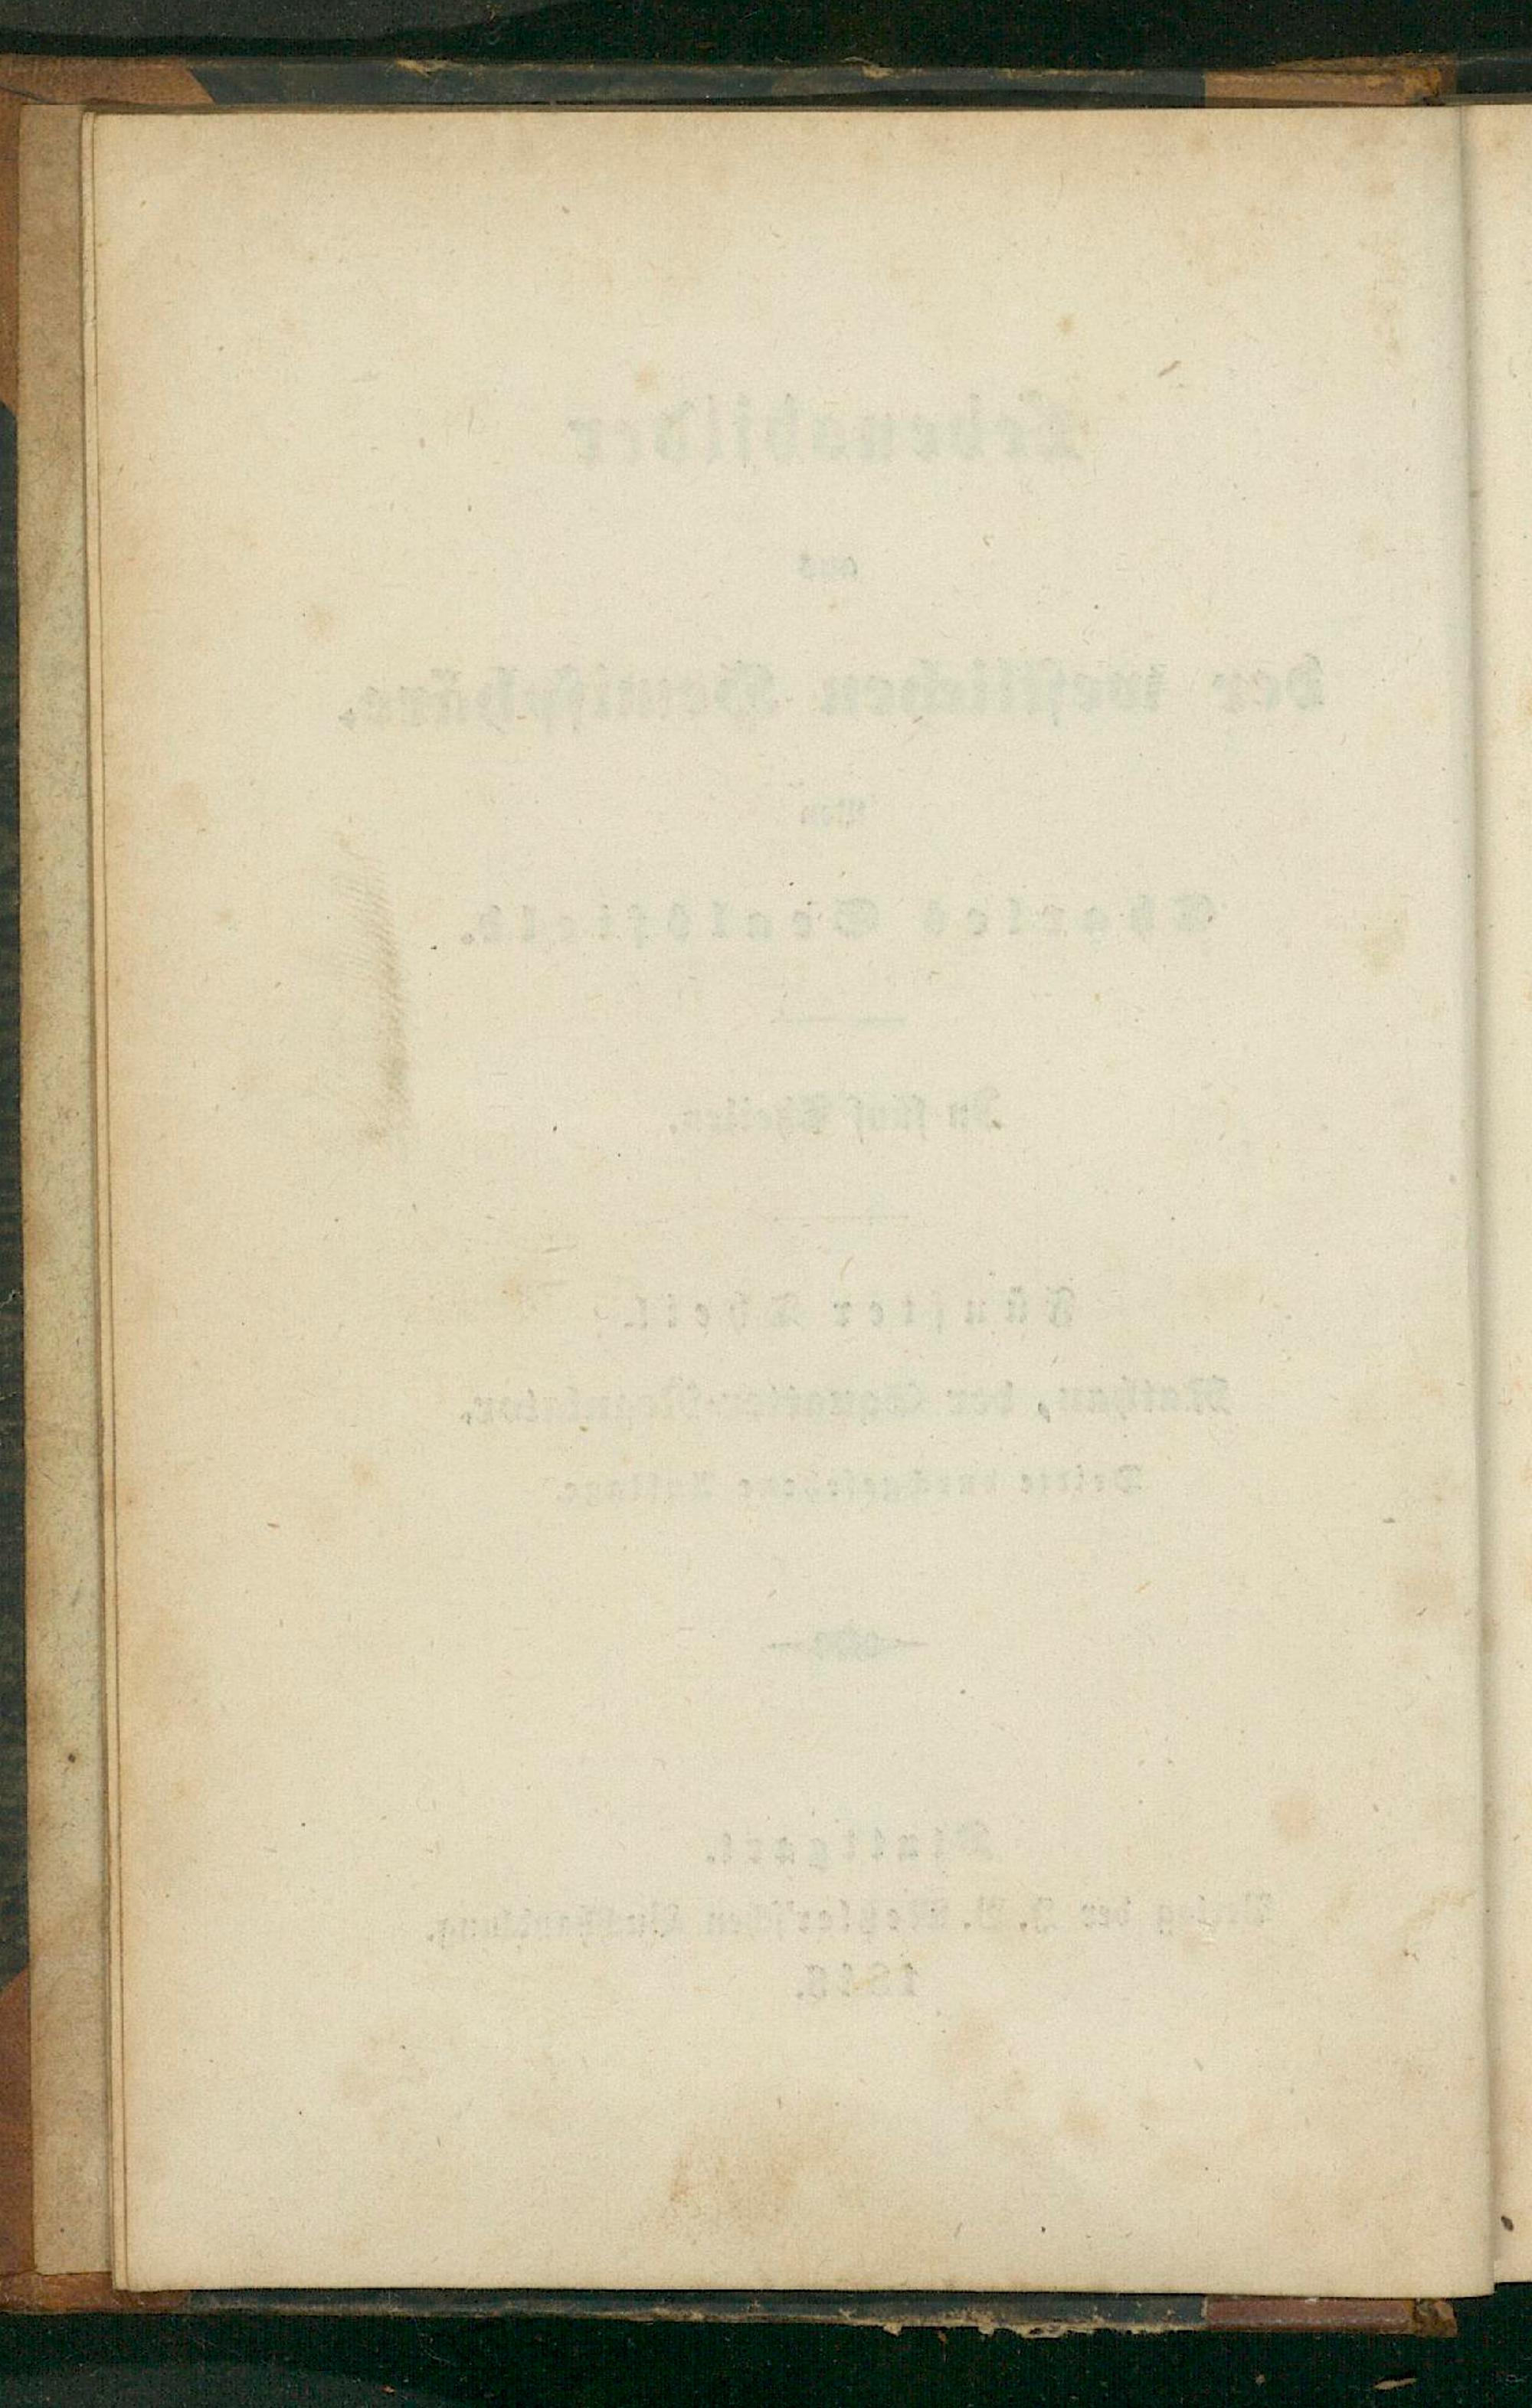 Lebensbilder
aus
der westlichen Hemisphäre.
Von
Charles Sealsfield.
In fünf Theilen.
Fünfter Theil.
Nathan, der Squatter-Regulator.
Dritte durchgesehene Auflage.
Stuttgart.
Verlag der J. B. Metzler'schen Buchhandlung.